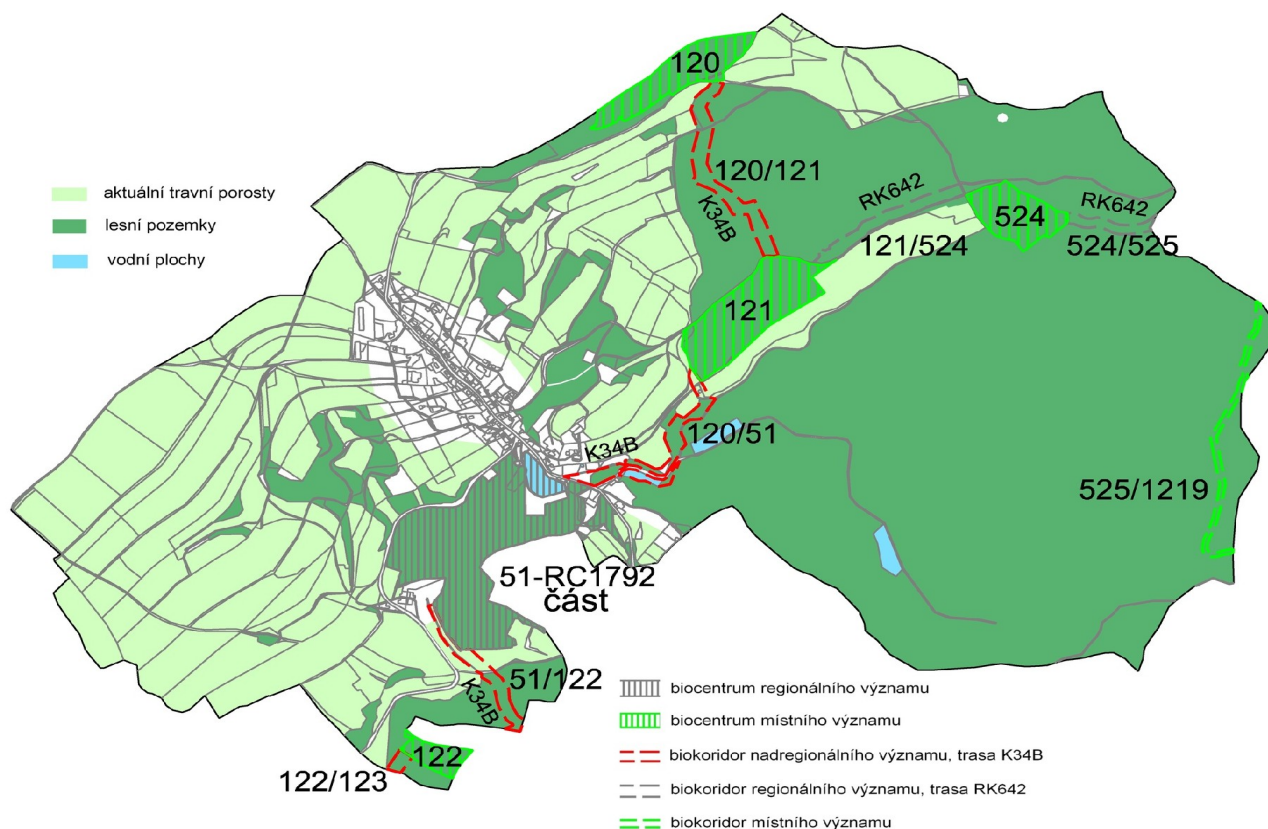 120
aktuální travní porosty
lesní pozemky
vodní plochy
120/121
K34B
RK642
524
RK642
121/524
524/525
121
K34B
120/51
525/1219
51-RC1792
část
51/122
K34B
122
122/123
biocentrum regionálního významu
biocentrum místního významu
biokoridor nadregionálního významu, trasa K34B
biokoridor regionálního významu, trasa RK642
biokoridor místního významu